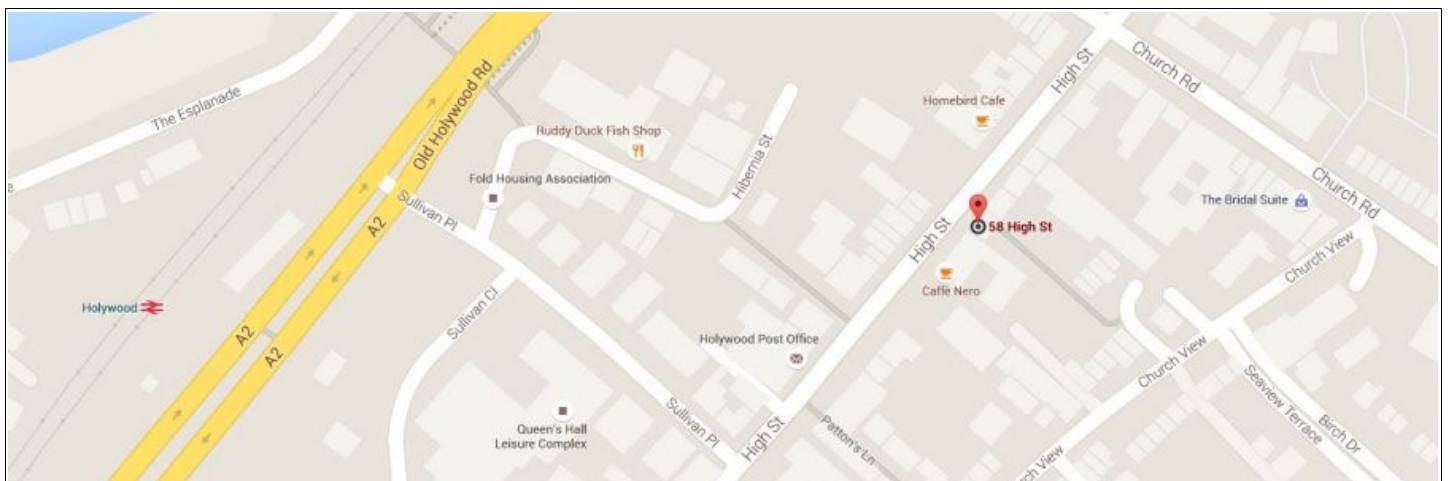 The Esplanade
Old Holywood Rd
High St
Church Rd
Homebird Cafe
Ruddy Duck Fish Shop
Hibernia St
Fold Housing Association
Sullivan Pl
A2
Church Rd
The Bridal Suite
58 High St
High St
Church View
Caffè Nero
Holywood
Sullivan Cl
A2
A2
Holywood Post Office
Church View
Seaview Terrace
Birch Dr
Queen's Hall
Leisure Complex
Sullivan Pl
High St
Patton's Ln
View